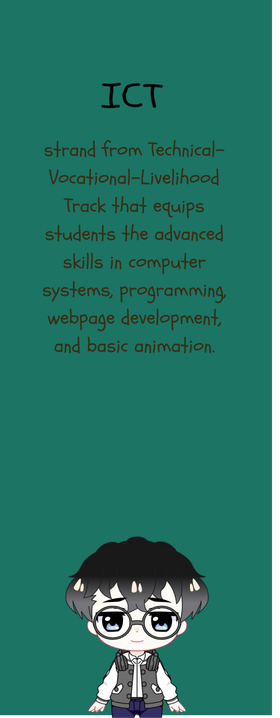 ICT
strand from Technical-
Vocational-Livelihood
Track that equips
students the advanced
skills in computer
systems, programming,
webpage development,
and basic animation.